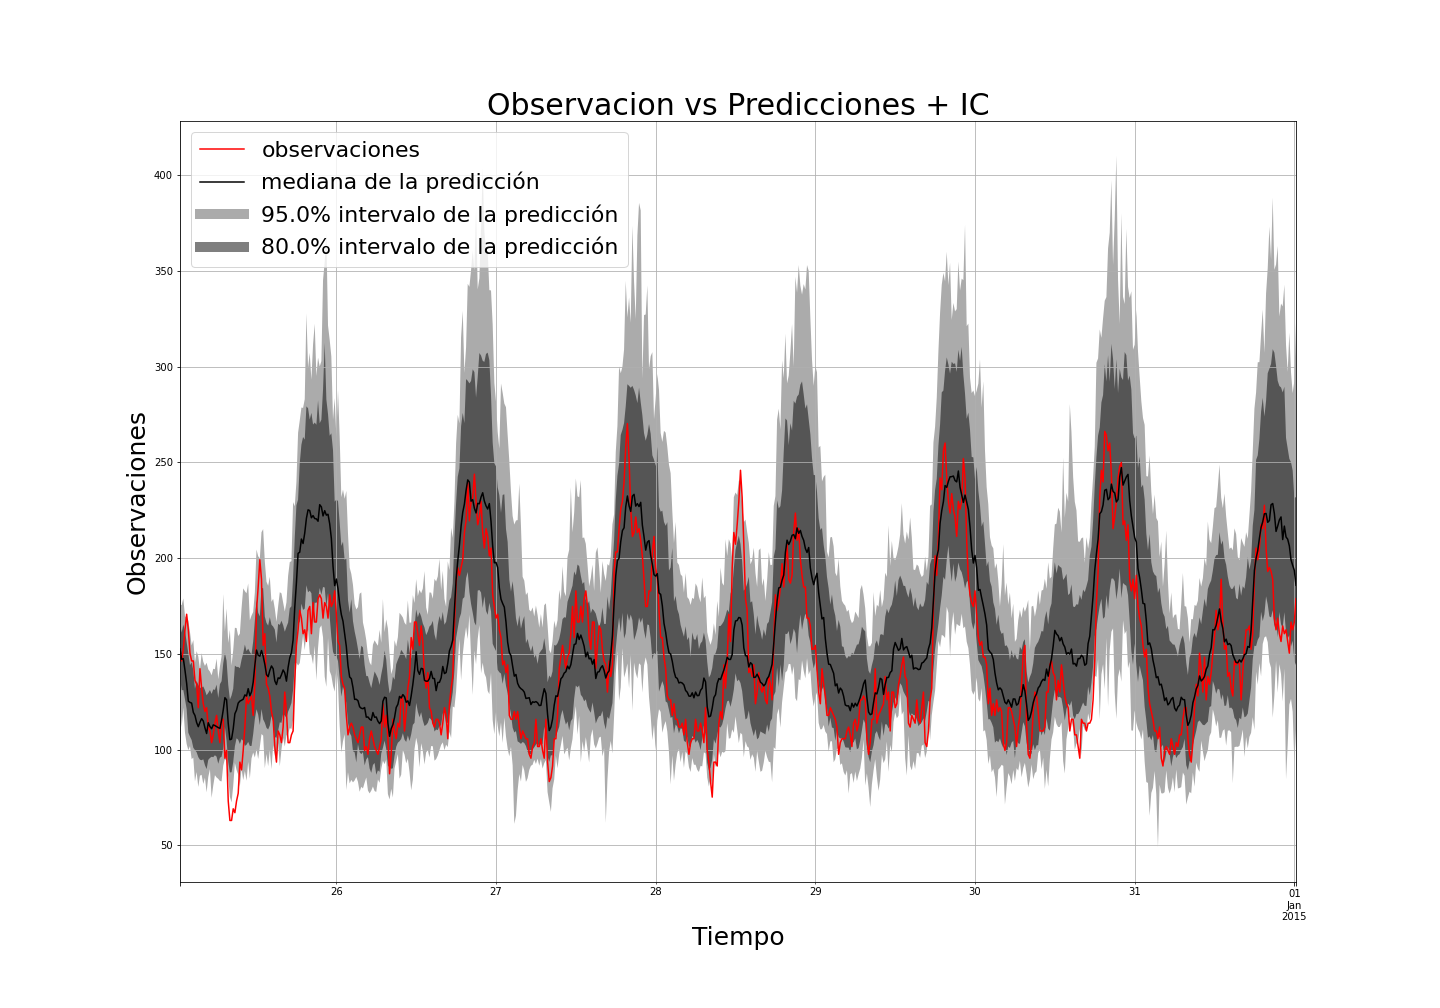 Observacion vs Predicciones + IC
observaciones
mediana de la predicción
95.0% intervalo de la predicción
80.0% intervalo de la predicción
Observaciones
400
350
300
250
200
150
100
50
26
27
28
29
30
31
01
Jan
2015
Tiempo